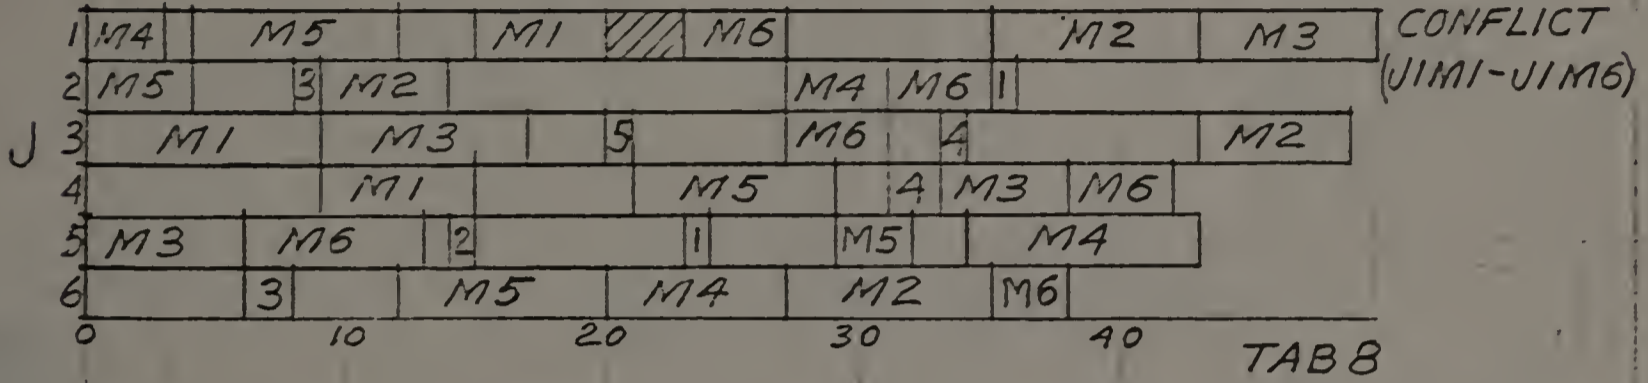 1 M4 M5 M1 M6 M2 M3 CONFLICT
2 M5 3 M2 M4 M6 1 (J1M1-J1M6)
J 3 M1 M3 5 M6 4 M2
4 M1 M5 4 M3 M6
5 M3 M6 2 1 M5 M4
6 3 M5 M4 M2 M6
0 10 20 30 40
TAB 8